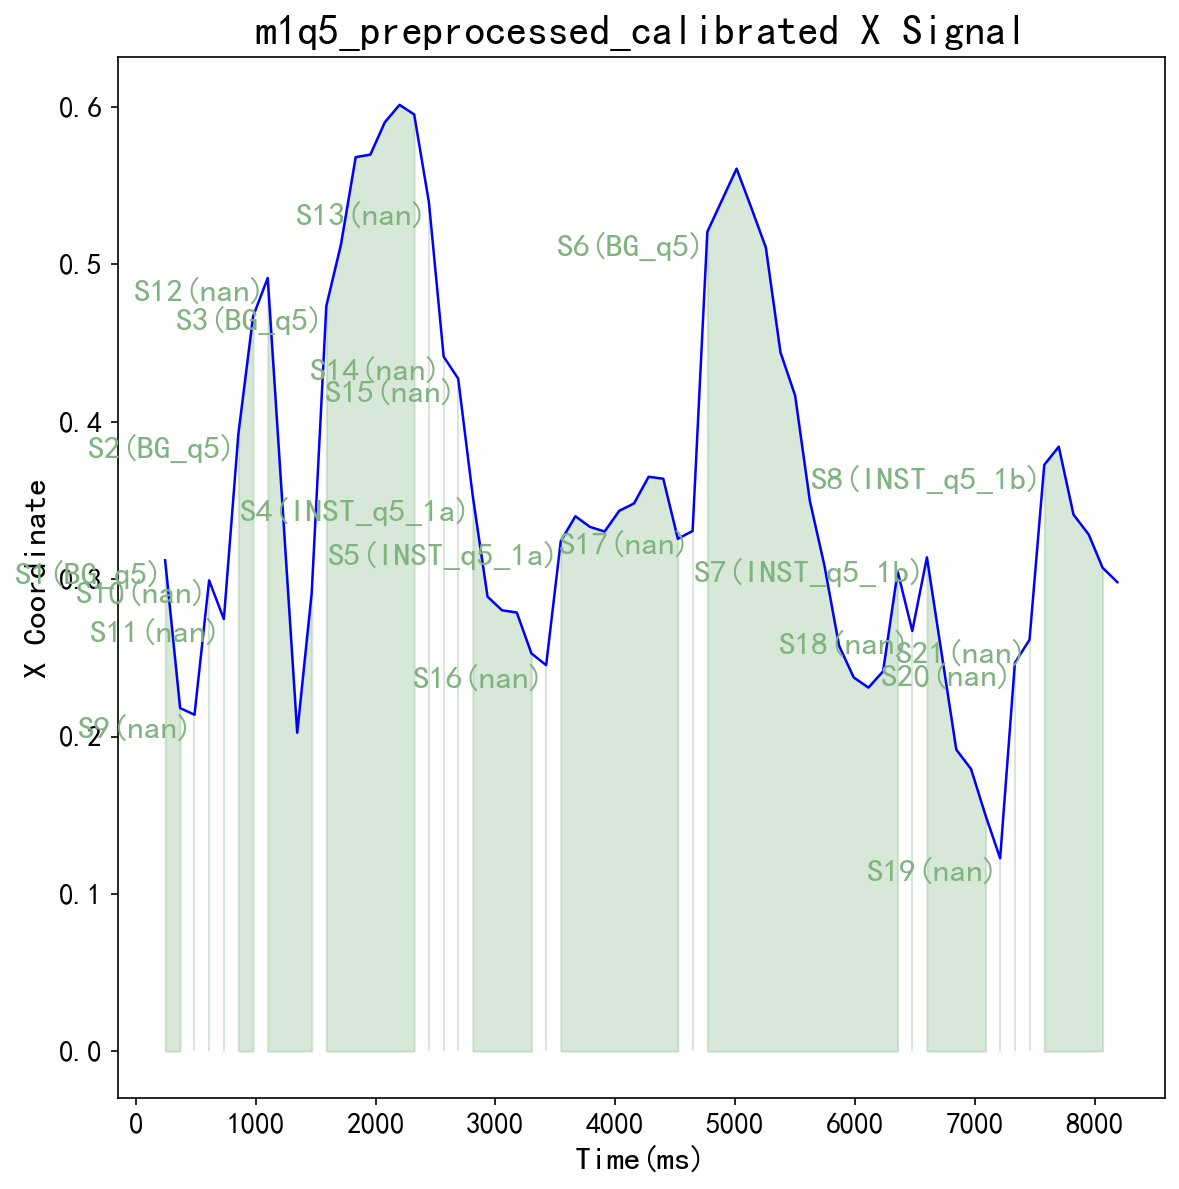 m1q5_preprocessed_calibrated X Signal
0.6
S13(nan)
S6(BG_q5)
0.5
S12(nan)
S3(BG_q5)
S14(nan)
S15(nan)
0.4
S2(BG_q5)
S8(INST_q5_1b)
S4(INST_q5_1a)
S17(nan)
S5(INST_q5_1a)
S1(BG_q5)
0.3
S7(INST_q5_1b)
S10(nan)
S11(nan)
S18(nan)
S21(nan)
S16(nan)
S20(nan)
S9(nan)
0.2
0.1
S19(nan)
0.0
X Coordinate
0 1000 2000 3000 4000 5000 6000 7000 8000
Time(ms)